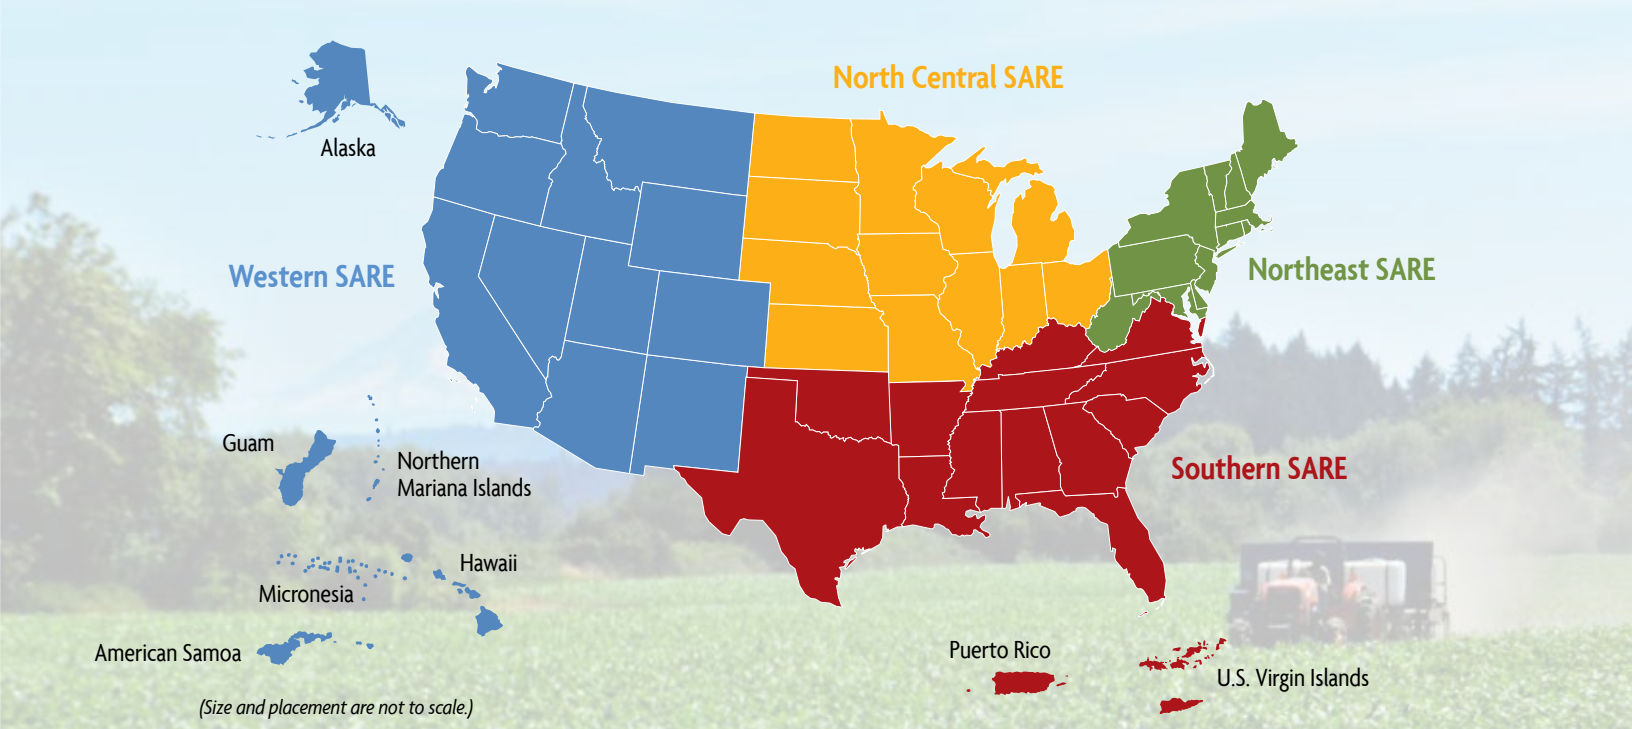 North Central SARE
Alaska
Western SARE
Northeast SARE
Guam
Northern
Mariana Islands
Southern SARE
Hawaii
Micronesia
American Samoa
Puerto Rico
U.S. Virgin Islands
(Size and placement are not to scale.)